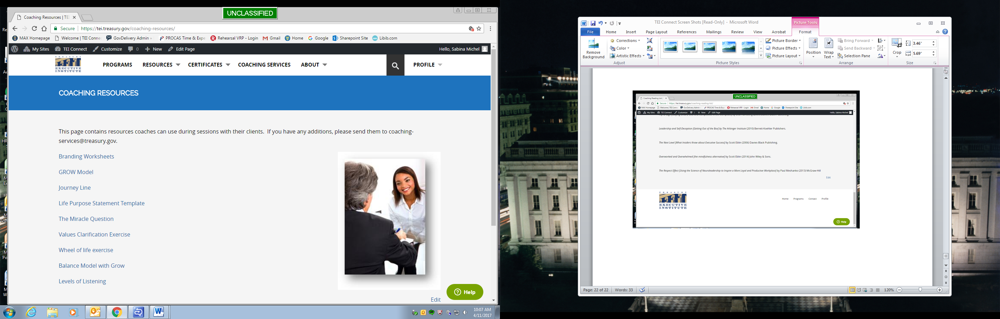 UNCLASSIFIED
Coaching Resources | TEI
Secure
https://tei.treasury.gov/coaching-resources/
MAX Homepage
Welcome | TEI Connec
GovDelivery Admin »
PROCAS Time & Expe
Rehearsal VRP - Login
Gmail
Home
Google
Sharepoint Site
Libib.com
My Sites
TEI Connect
Customize
0
New
Edit Page
Hello, Sabina Michel
TREASURY
EXECUTIVE
INSTITUTE
PROGRAMS
RESOURCES
CERTIFICATES
COACHING SERVICES
ABOUT
PROFILE
COACHING RESOURCES
This page contains resources coaches can use during sessions with their clients.  If you have any additions, please send them to coaching-
services@treasury.gov.
Branding Worksheets
GROW Model
Journey Line
Life Purpose Statement Template
The Miracle Question
Values Clarification Exercise
Wheel of life exercise
Balance Model with Grow
Levels of Listening
Edit
Help
10:07 AM
4/11/2017
TEI Connect Screen Shots [Read-Only] - Microsoft Word
Picture Tools
File
Home
Insert
Page Layout
References
Mailings
Review
View
Acrobat
Format
Remove
Background
Corrections
Color
Artistic Effects
Adjust
Picture Styles
Picture Border
Picture Effects
Picture Layout
Position
Wrap
Text
Bring Forward
Send Backward
Selection Pane
Arrange
Crop
3.46"
5.69"
Size
UNCLASSIFIED
Coaching Reading List |
Secure
https://tei.treasury.gov/coaching-reading-list/
MAX Homepage
Welcome | TEI Connec
GovDelivery Admin
PROCAS Time & Expe
Rehearsal VRP - Login
Gmail
Home
Google
Sharepoint Site
Libib.com
My Sites
TEI Connect
Customize
New
Edit Page
Hello, Sabina Michel
Leadership and Self-Deception [Getting Out of the Box] by The Arbinger Institute (2010) Berrett-Koehler Publishers.
The Next Level [What Insiders Know about Executive Success] by Scott Eblin (2006) Davies-Black Publishing.
Overworked and Overwhelmed [the mindfulness alternative] by Scott Eblin (2014) John Wiley & Sons.
The Respect Effect [Using the Science of Neuroleadership to Inspire a More Loyal and Productive Workplace] by Paul Meshanko (2013) McGraw-Hill
Edit
TREASURY
EXECUTIVE
INSTITUTE
Home
Programs
Contact
Profile
Help
Page: 22 of 22
Words: 33
120%